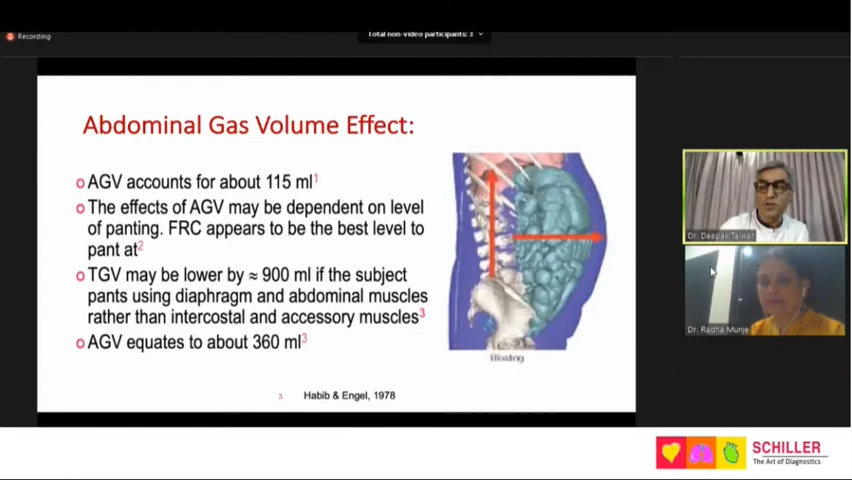 Recording
Total non-video participants: 3
Abdominal Gas Volume Effect:
o AGV accounts for about 115 ml1
o The effects of AGV may be dependent on level
of panting. FRC appears to be the best level to
pant at2
o TGV may be lower by ≈ 900 ml if the subject
pants using diaphragm and abdominal muscles
rather than intercostal and accessory muscles3
o AGV equates to about 360 ml3
Bloating
3. Habib & Engel, 1978
Dr. Deepak Talwar
Dr. Radha Munje
SCHILLER
The Art of Diagnostics